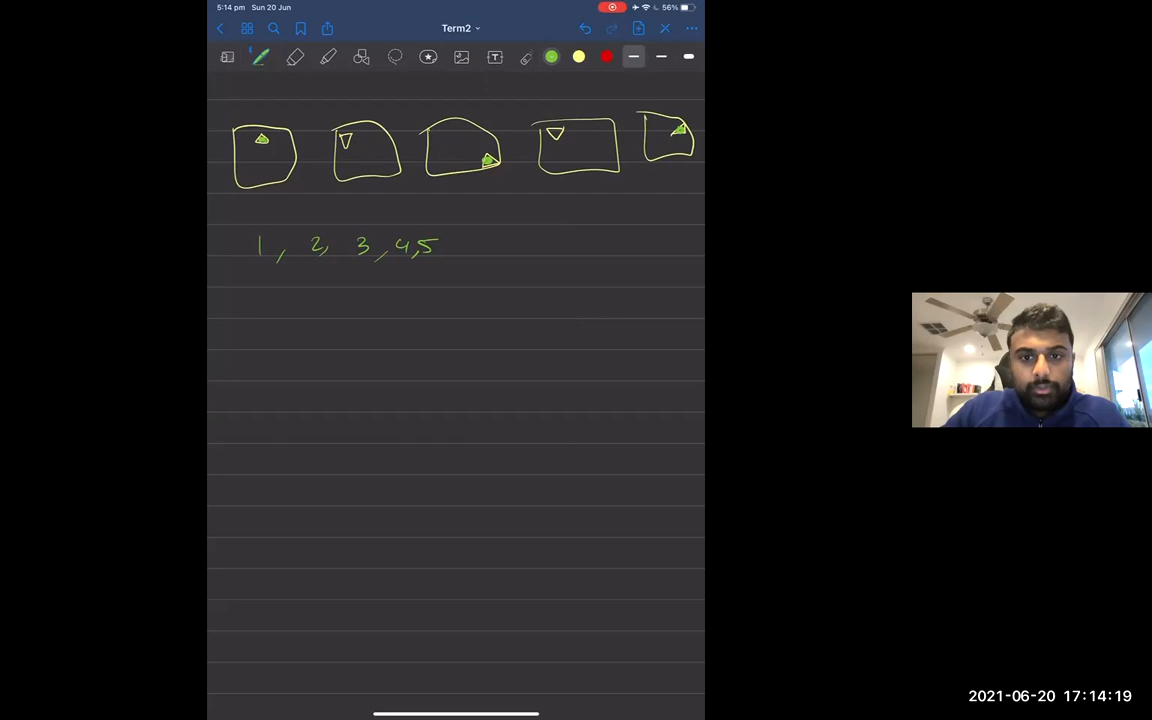 5:14 pm Sun 20 Jun
56%
Term2
1, 2, 3, 4, 5
2021-06-20 17:14:19